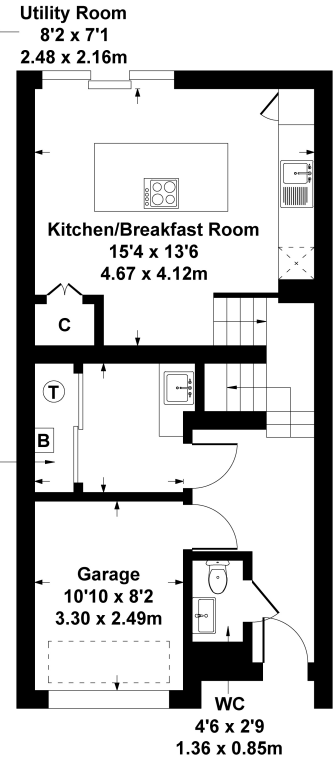 Utility Room
8'2 x 7'1
2.48 x 2.16m
Kitchen/Breakfast Room
15'4 x 13'6
4.67 x 4.12m
C
T
B
Garage
10'10 x 8'2
3.30 x 2.49m
WC
4'6 x 2'9
1.36 x 0.85m